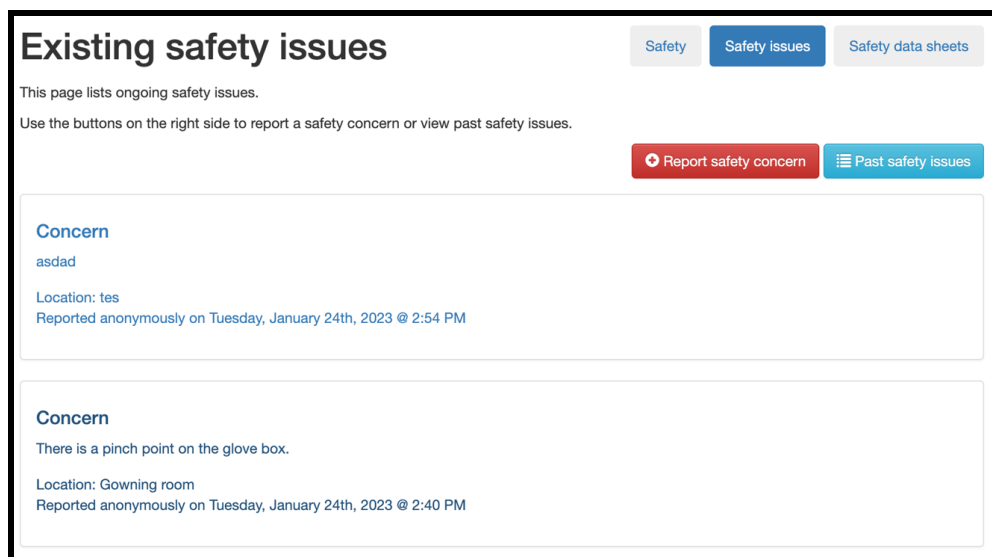 Existing safety issues
Safety
Safety issues
Safety data sheets
This page lists ongoing safety issues.
Use the buttons on the right side to report a safety concern or view past safety issues.
Report safety concern
Past safety issues
Concern
asdad
Location: tes
Reported anonymously on Tuesday, January 24th, 2023 @ 2:54 PM
Concern
There is a pinch point on the glove box.
Location: Gowning room
Reported anonymously on Tuesday, January 24th, 2023 @ 2:40 PM